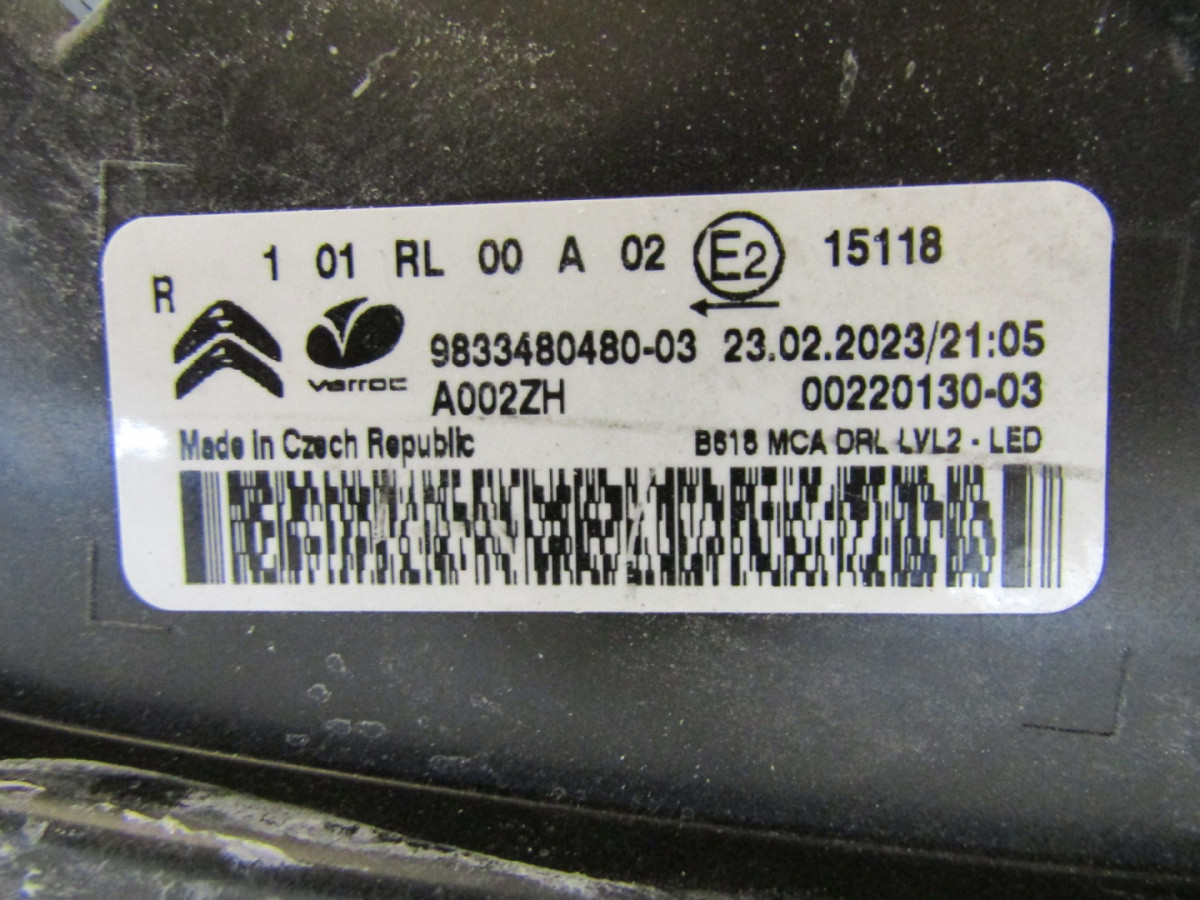 1 01 RL 00 A 02 E2 15118
R
varroc
9833480480-03 23.02.2023/21:05
A002ZH 00220130-03
Made in Czech Republic B618 MCA DRL LVL2 - LED